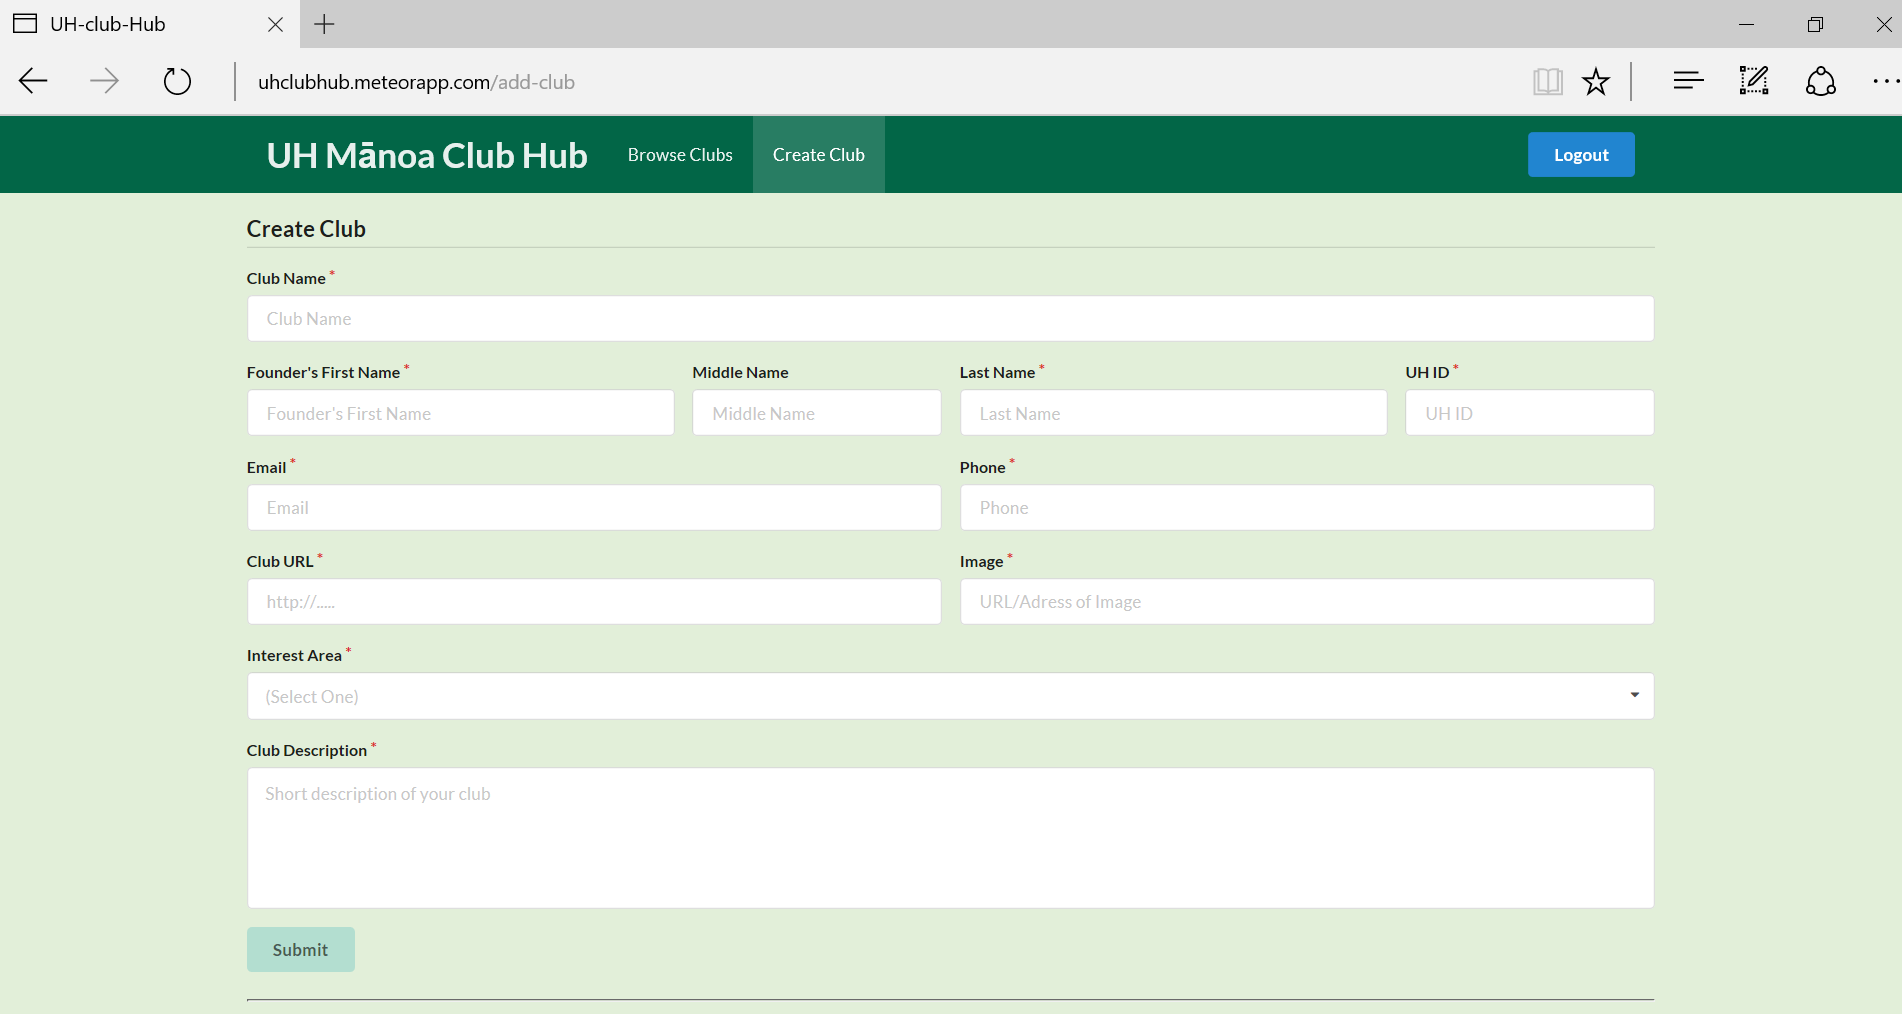 UH-club-Hub
uhclubhub.meteorapp.com/add-club
UH Mānoa Club Hub Browse Clubs Create Club Logout
Create Club
Club Name *
Club Name
Founder's First Name * Middle Name Last Name * UH ID *
Founder's First Name Middle Name Last Name UH ID
Email * Phone *
Email Phone
Club URL * Image *
http://..... URL/Adress of Image
Interest Area *
(Select One)
Club Description *
Short description of your club
Submit